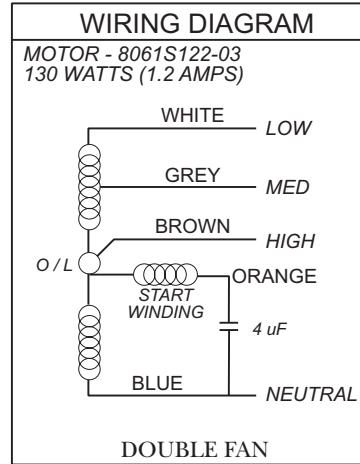 WIRING DIAGRAM
MOTOR - 8061S122-03
130 WATTS (1.2 AMPS)
WHITE
LOW
GREY
MED
BROWN
HIGH
O / L
ORANGE
START
WINDING
4 uF
BLUE
NEUTRAL
DOUBLE FAN